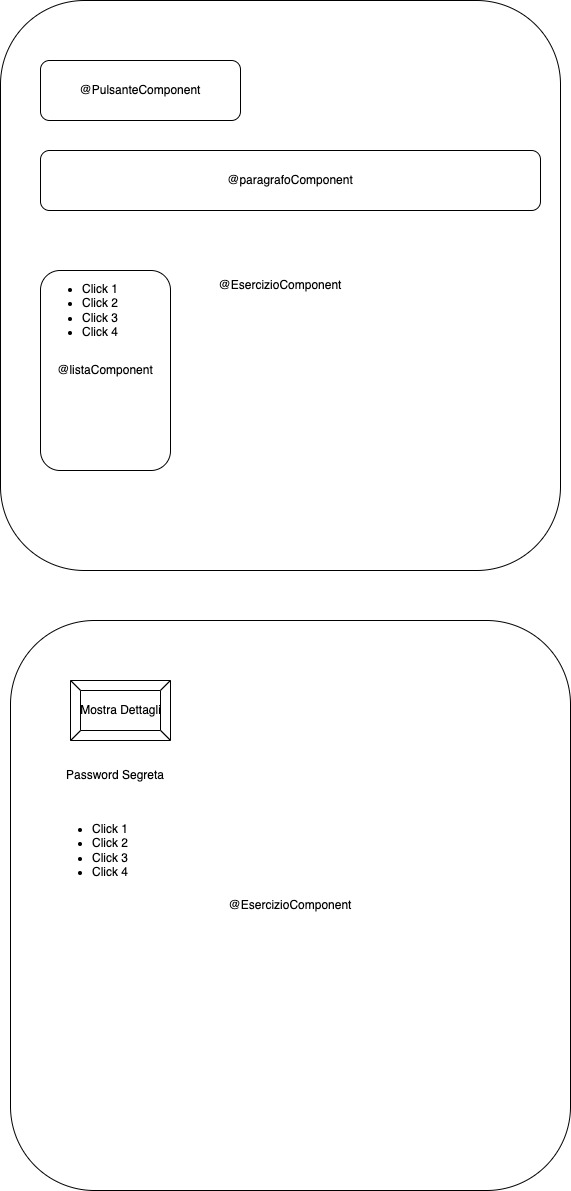 @PulsanteComponent
@paragrafoComponent
• Click 1
• Click 2
• Click 3
• Click 4
@EsercizioComponent
@listaComponent
Mostra Dettagli
Password Segreta
• Click 1
• Click 2
• Click 3
• Click 4
@EsercizioComponent